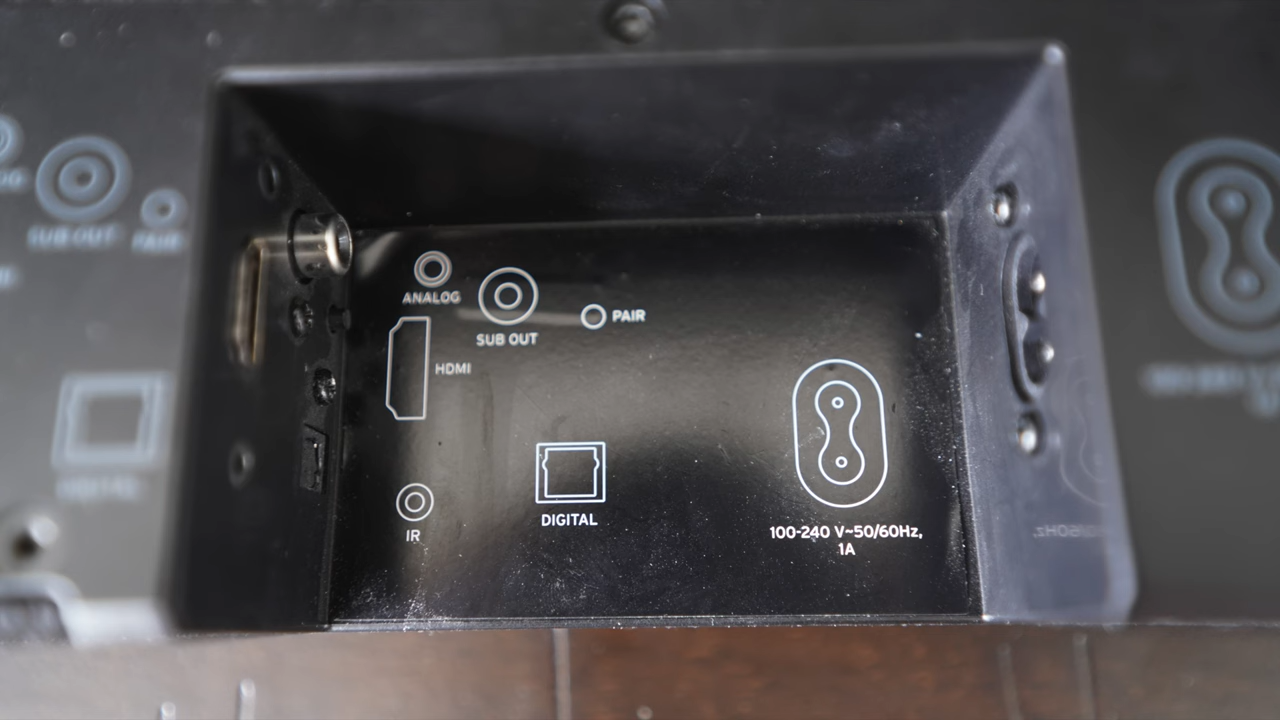 SUB OUT
PAIR
ANALOG
SUB OUT
PAIR
HDMI
DIGITAL
IR
100-240 V~50/60Hz,
1A